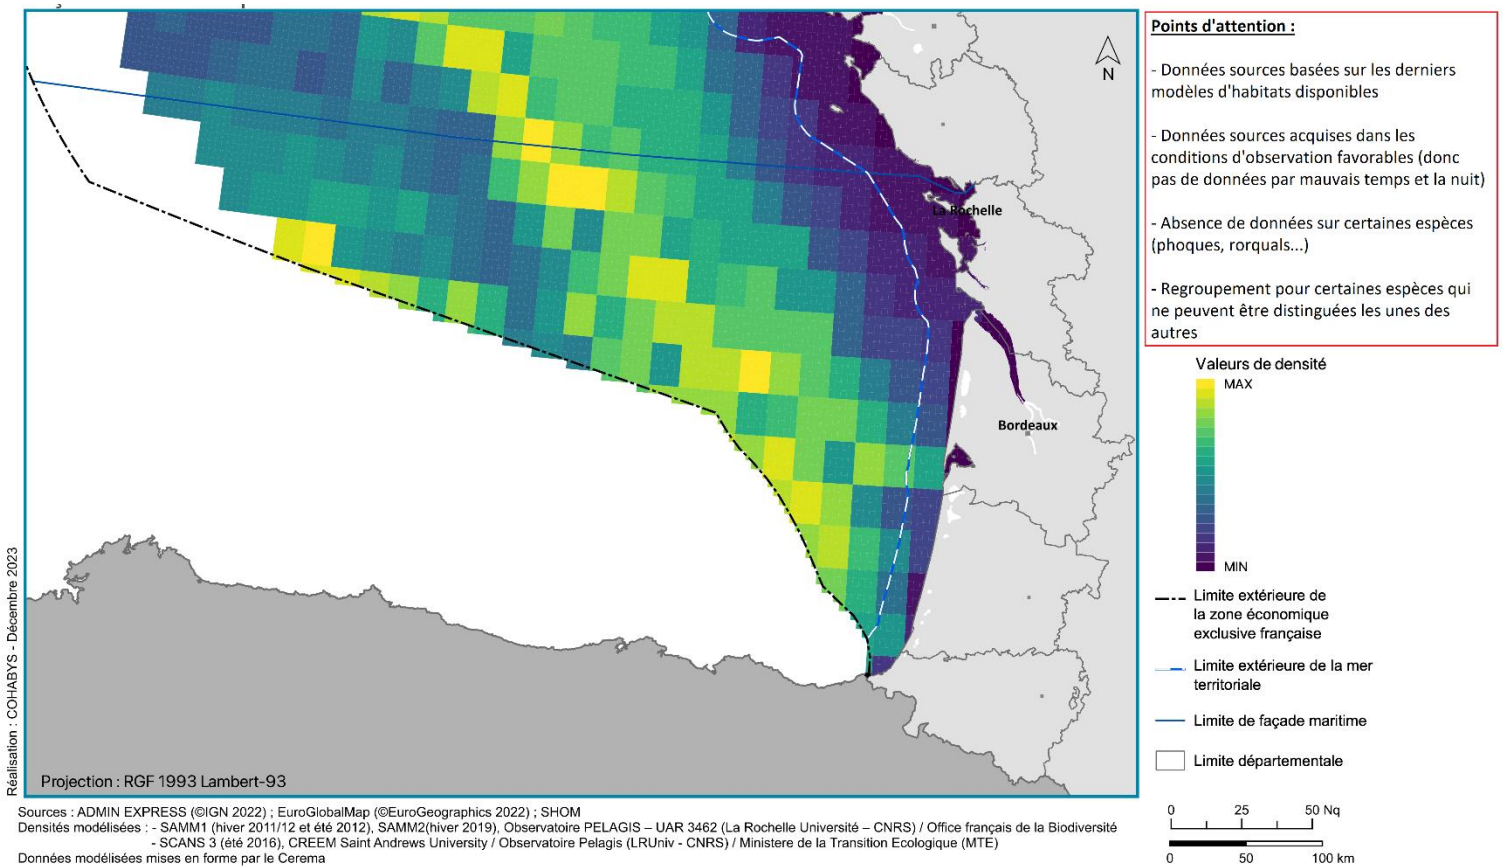 Points d'attention :
- Données sources basées sur les derniers
modèles d'habitats disponibles
- Données sources acquises dans les
conditions d'observation favorables (donc
pas de données par mauvais temps et la nuit)
- Absence de données sur certaines espèces
(phoques, rorquals...)
- Regroupement pour certaines espèces qui
ne peuvent être distinguées les unes des
autres
N
La Rochelle
Bordeaux
Valeurs de densité
MAX
MIN
Limite extérieure de
la zone économique
exclusive française
Limite extérieure de la mer
territoriale
Limite de façade maritime
Limite départementale
0 25 50 Nq
0 50 100 km
Réalisation : COHABYS - Décembre 2023
Projection : RGF 1993 Lambert-93
Sources : ADMIN EXPRESS (©IGN 2022) ; EuroGlobalMap (©EuroGeographics 2022) ; SHOM
Densités modélisées : - SAMM1 (hiver 2011/12 et été 2012), SAMM2(hiver 2019), Observatoire PELAGIS – UAR 3462 (La Rochelle Université – CNRS) / Office français de la Biodiversité
- SCANS 3 (été 2016), CREEM Saint Andrews University / Observatoire Pelagis (LRUniv - CNRS) / Ministere de la Transition Ecologique (MTE)
Données modélisées mises en forme par le Cerema